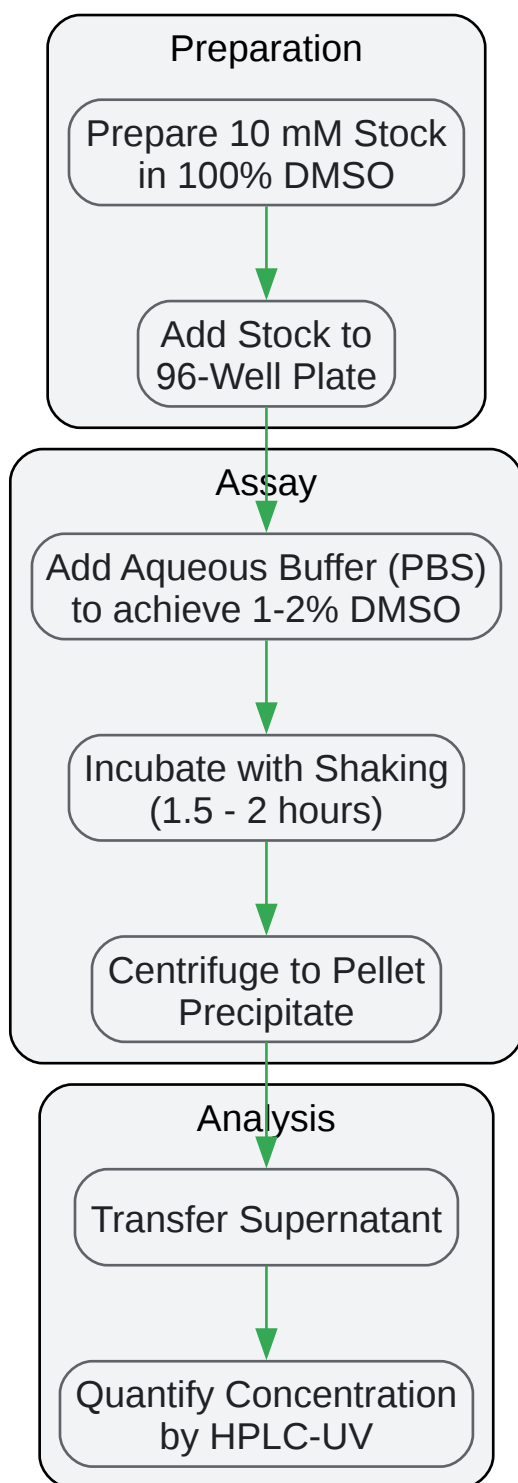 Preparation
Prepare 10 mM Stock
in 100% DMSO
Add Stock to
96-Well Plate
Assay
Add Aqueous Buffer (PBS)
to achieve 1-2% DMSO
Incubate with Shaking
(1.5 - 2 hours)
Centrifuge to Pellet
Precipitate
Analysis
Transfer Supernatant
Quantify Concentration
by HPLC-UV